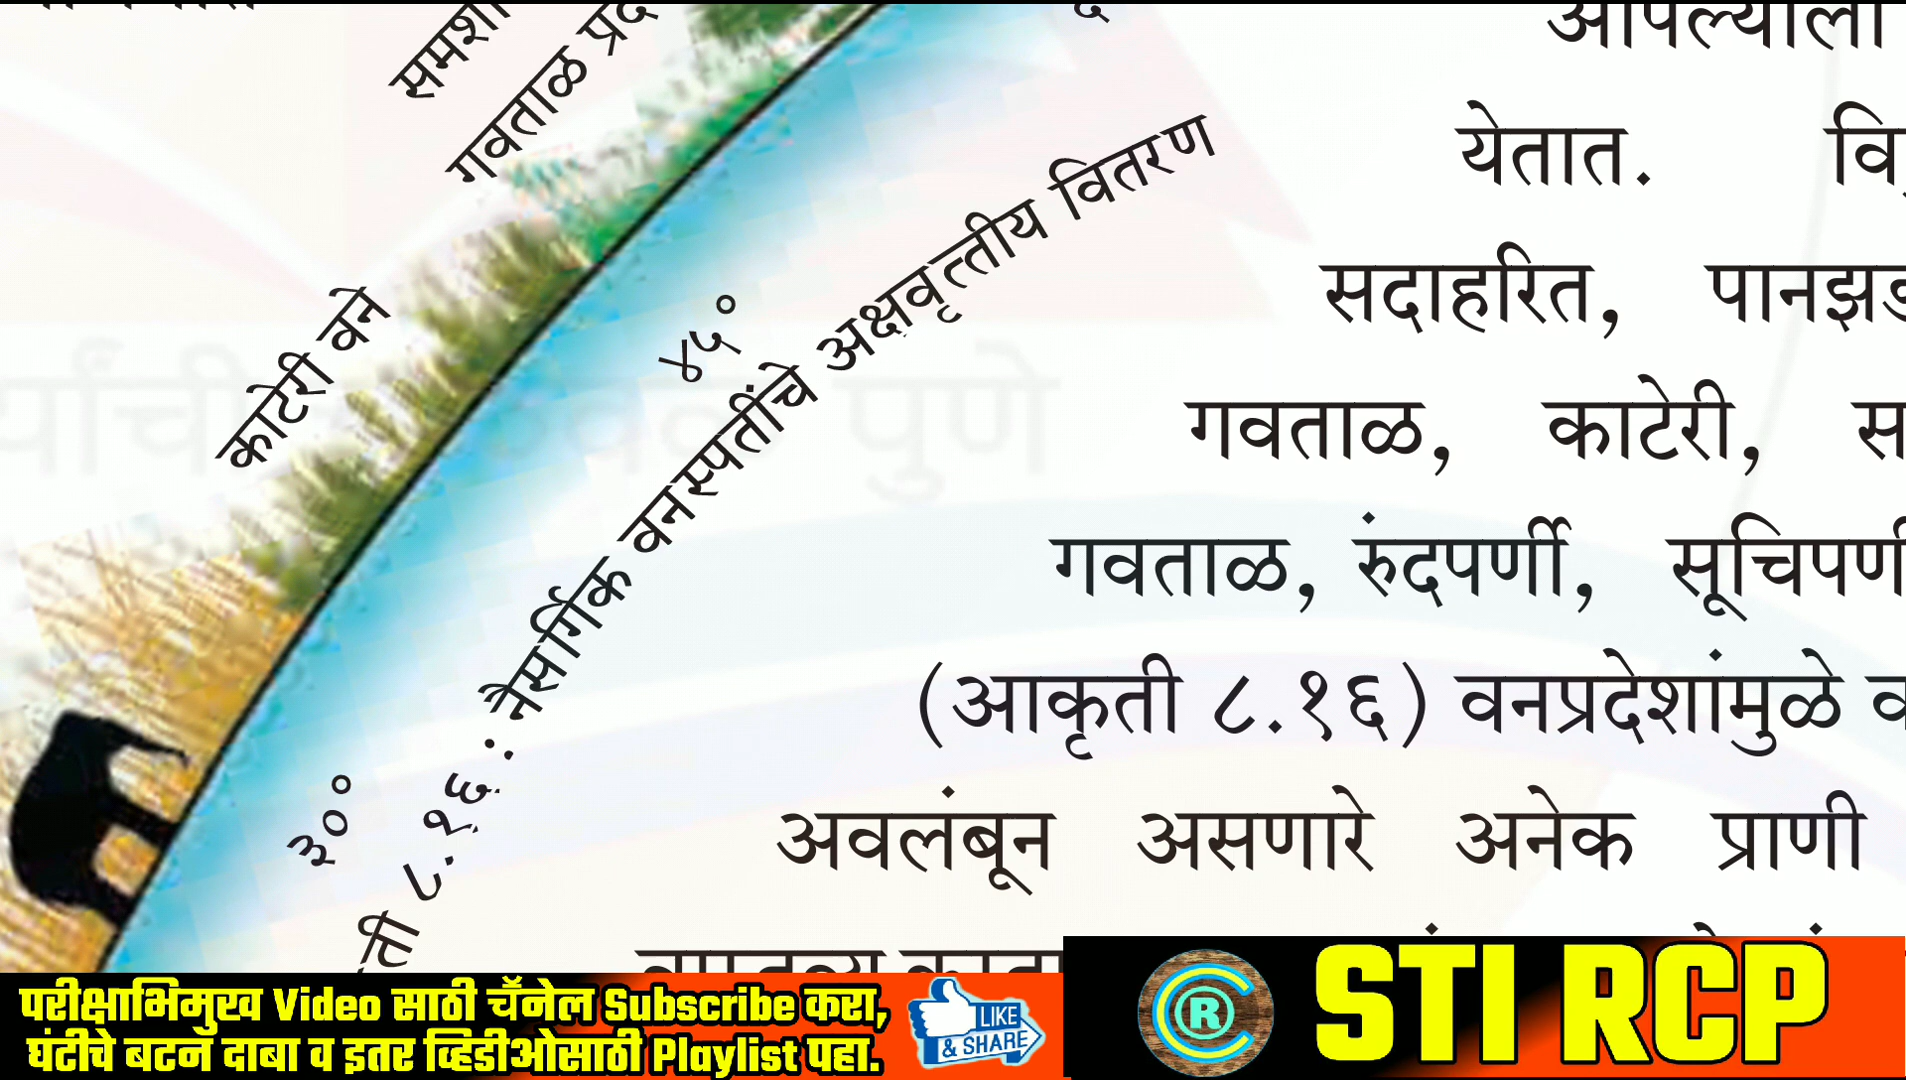 समशी
गवताळ प्रदे
काटेरी वने
४५°
३०°
८.१६ : नैसर्गिक वनस्पतींचे अक्षवृत्तीय वितरण
आपल्याला
येतात.
सदाहरित, पानझड
गवताळ, काटेरी, स
गवताळ, रुंदपर्णी, सूचिपर्णी
(आकृती ८.१६) वनप्रदेशांमुळे व
अवलंबून असणारे अनेक प्राणी
परीक्षाभिमुख Video साठी चॅनेल Subscribe करा,
घंटीचे बटन दाबा व इतर व्हिडीओसाठी Playlist पहा.
LIKE
& SHARE
CR
STI RCP